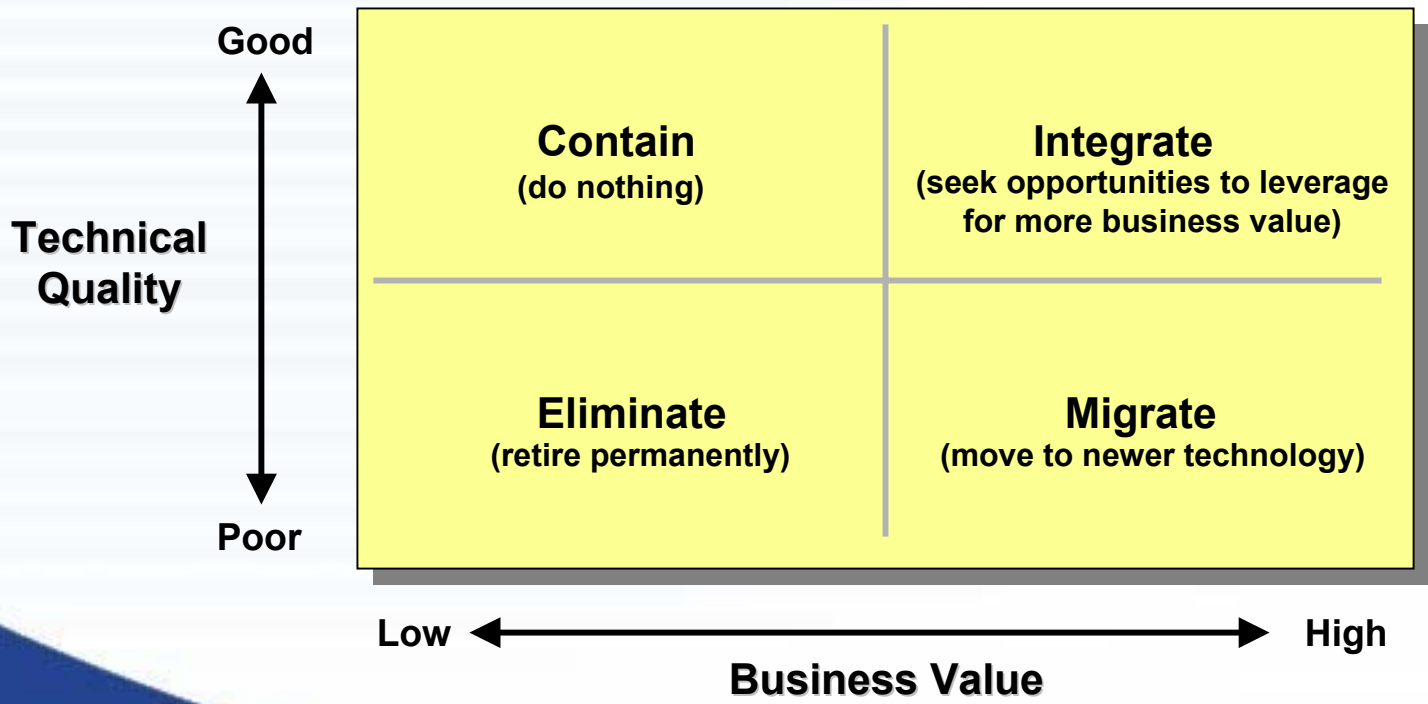 Good
Contain
(do nothing)
Integrate
(seek opportunities to leverage
for more business value)
Technical
Quality
Eliminate
(retire permanently)
Migrate
(move to newer technology)
Poor
Low
High
Business Value